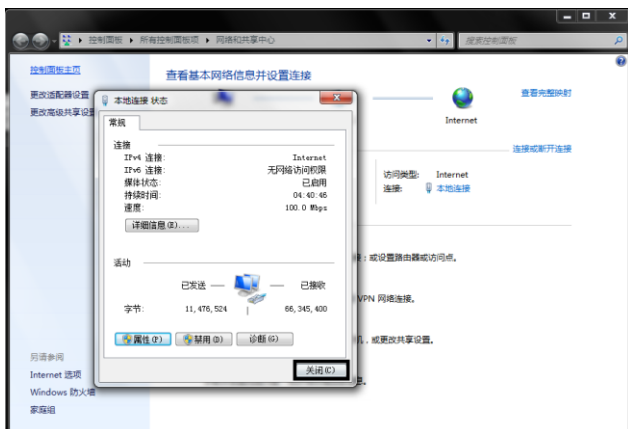 控制面板 ▸ 所有控制面板项 ▸ 网络和共享中心
搜索控制面板
控制面板主页
更改适配器设置
更改高级共享设
查看基本网络信息并设置连接
查看完整映射
Internet
连接或断开连接
访问类型: Internet
连接: 本地连接
；或设置路由器或访问点。
VPN 网络连接。
几，或更改共享设置。
本地连接 状态
常规
连接
IPv4 连接: Internet
IPv6 连接: 无网络访问权限
媒体状态: 已启用
持续时间: 04:40:46
速度: 100.0 Mbps
详细信息(E)...
活动
已发送 — — 已接收
字节: 11,476,524 | 66,345,400
属性(P) 禁用(D) 诊断(G)
关闭(C)
另请参阅
Internet 选项
Windows 防火墙
家庭组